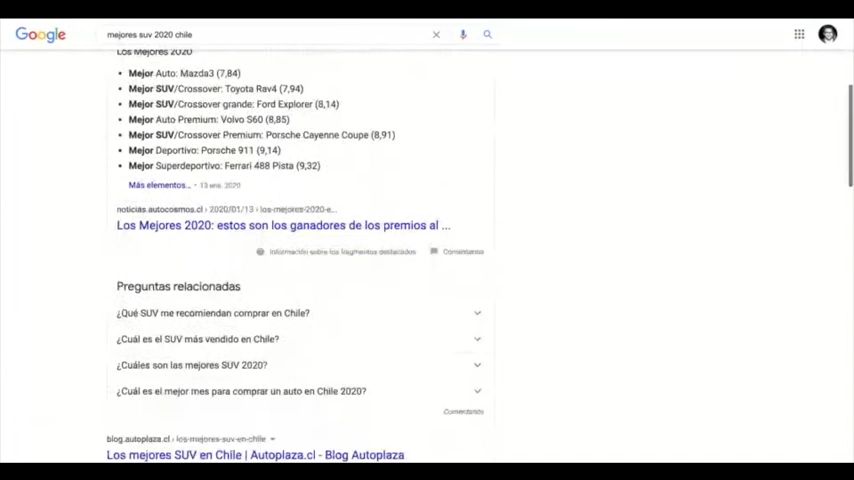 Google
mejores suv 2020 chile
Los Mejores 2020
Mejor Auto: Mazda3 (7,84)
Mejor SUV/Crossover: Toyota Rav4 (7,94)
Mejor SUV/Crossover grande: Ford Explorer (8,14)
Mejor Auto Premium: Volvo S60 (8,85)
Mejor SUV/Crossover Premium: Porsche Cayenne Coupe (8,91)
Mejor Deportivo: Porsche 911 (9,14)
Mejor Superdeportivo: Ferrari 488 Pista (9,32)
Más elementos... • 13 ene. 2020
noticias.autocosmos.cl › 2020/01/13 › los-mejores-2020-e...
Los Mejores 2020: estos son los ganadores de los premios al ...
Información sobre los fragmentos destacados Comentarios
Preguntas relacionadas
¿Qué SUV me recomiendan comprar en Chile?
¿Cuál es el SUV más vendido en Chile?
¿Cuáles son las mejores SUV 2020?
¿Cuál es el mejor mes para comprar un auto en Chile 2020?
Comentarios
blog.autoplaza.cl › los-mejores-suv-en-chile
Los mejores SUV en Chile | Autoplaza.cl - Blog Autoplaza